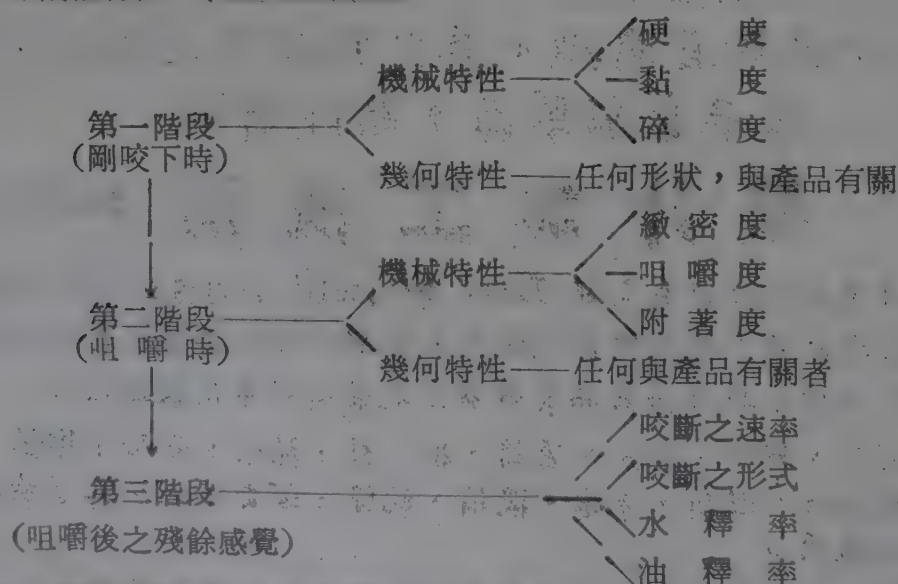 硬度
機械特性
黏度
第一階段
碎度
(剛咬下時)
幾何特性
任何形狀,與產品有關
緻密度
機械特性
咀嚼度
第二階段
附著度
(咀嚼時)
幾何特性
任何與產品有關者
咬斷之速率
咬斷之形式
第三階段
水釋率
(咀嚼後之殘餘感覺)
油釋率